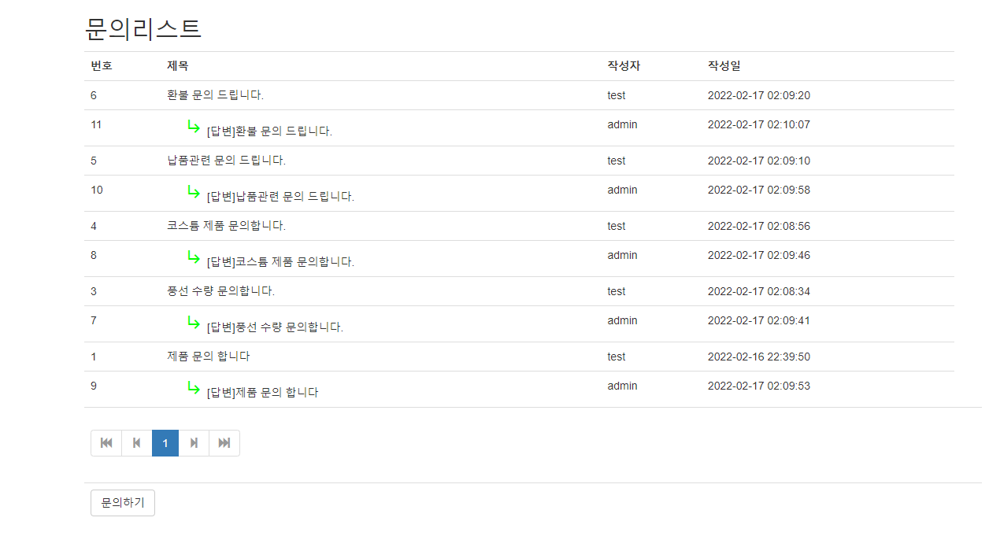 문의리스트
번호 제목 작성자 작성일
6 환불 문의 드립니다. test 2022-02-17 02:09:20
11 [답변]환불 문의 드립니다. admin 2022-02-17 02:10:07
5 납품관련 문의 드립니다. test 2022-02-17 02:09:10
10 [답변]납품관련 문의 드립니다. admin 2022-02-17 02:09:58
4 코스튬 제품 문의합니다. test 2022-02-17 02:08:56
8 [답변]코스튬 제품 문의합니다. admin 2022-02-17 02:09:46
3 풍선 수량 문의합니다. test 2022-02-17 02:08:34
7 [답변]풍선 수량 문의합니다. admin 2022-02-17 02:09:41
1 제품 문의 합니다 test 2022-02-16 22:39:50
9 [답변]제품 문의 합니다 admin 2022-02-17 02:09:53
1
문의하기